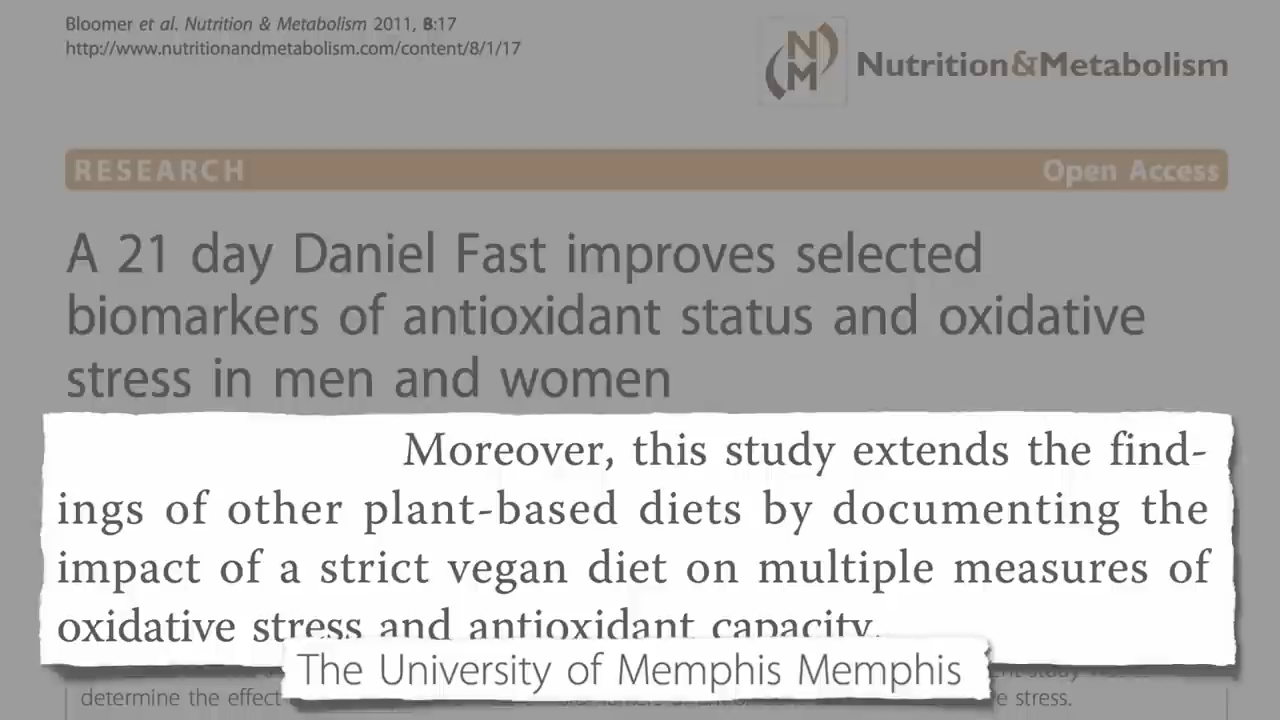 Bloomer et al. Nutrition & Metabolism 2011, 8:17
http://www.nutritionandmetabolism.com/content/8/1/17
NM
Nutrition&Metabolism
RESEARCH
Open Access
A 21 day Daniel Fast improves selected
biomarkers of antioxidant status and oxidative
stress in men and women
Moreover, this study extends the find-
ings of other plant-based diets by documenting the
impact of a strict vegan diet on multiple measures of
oxidative stress and antioxidant capacity.
The University of Memphis Memphis
determine the effect
e stress.